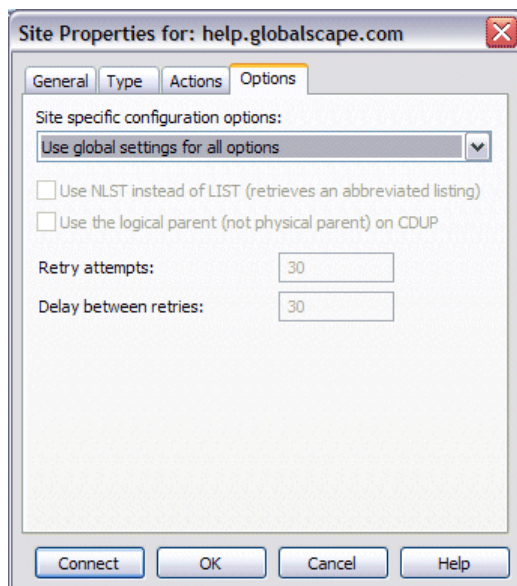 Site Properties for: help.globalscape.com
General Type Actions Options
Site specific configuration options:
Use global settings for all options
Use NLST instead of LIST (retrieves an abbreviated listing)
Use the logical parent (not physical parent) on CDUP
Retry attempts: 30
Delay between retries: 30
Connect OK Cancel Help